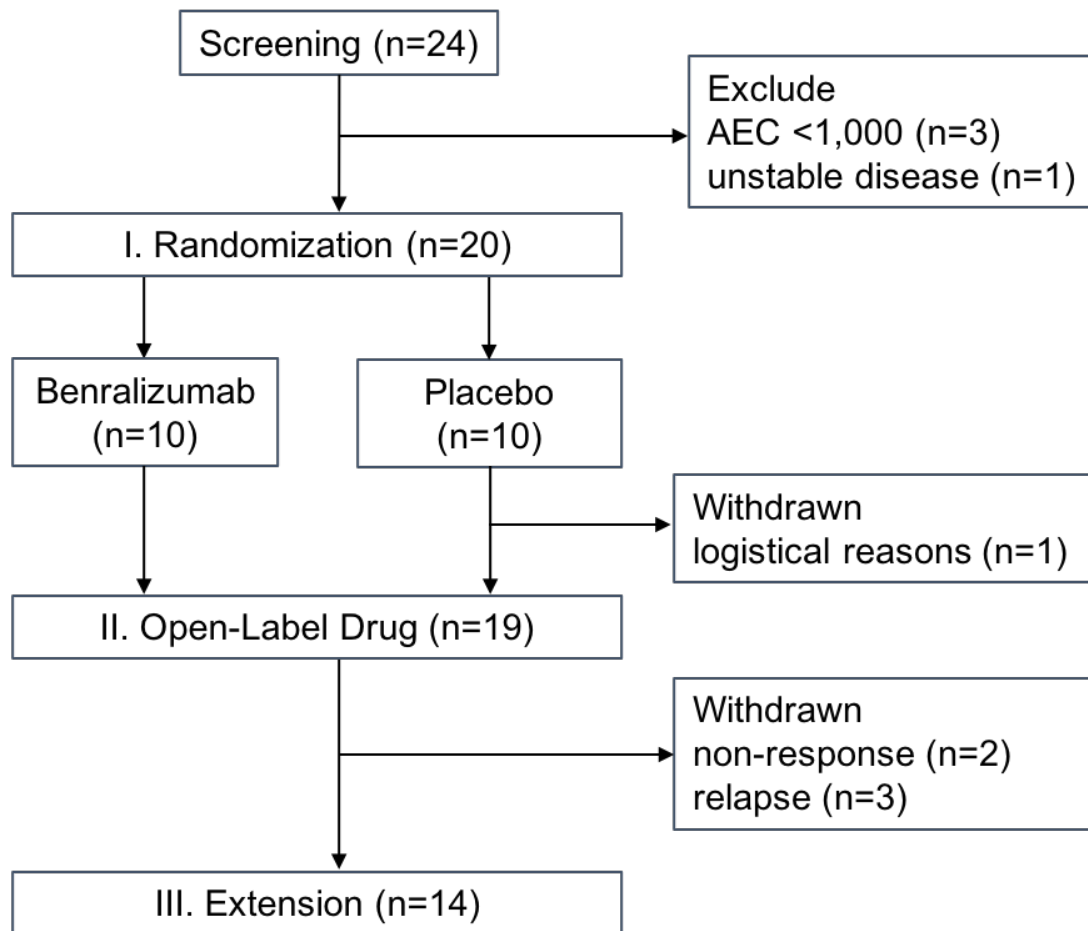 Screening (n=24)
Exclude
AEC <1,000 (n=3)
unstable disease (n=1)
I. Randomization (n=20)
Benralizumab
(n=10)
Placebo
(n=10)
Withdrawn
logistical reasons (n=1)
II. Open-Label Drug (n=19)
Withdrawn
non-response (n=2)
relapse (n=3)
III. Extension (n=14)